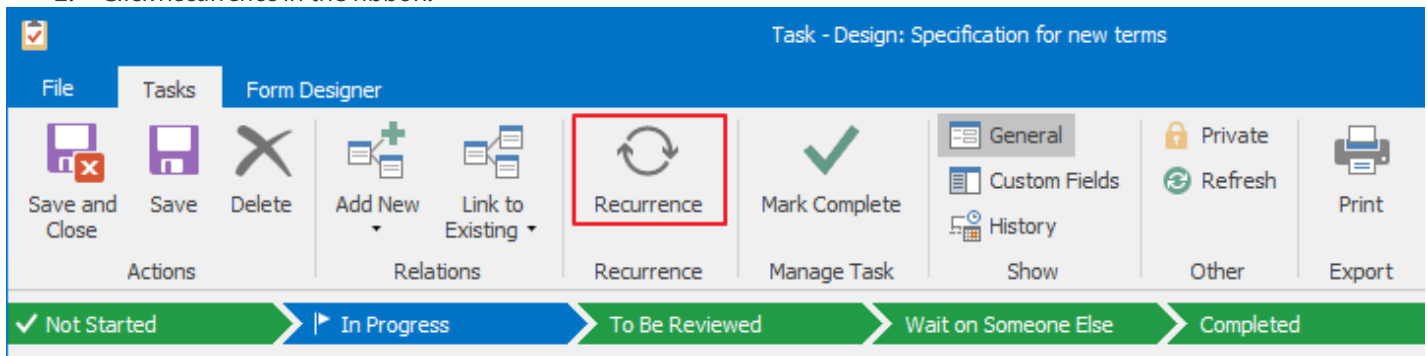 Task - Design: Specification for new terms
File Tasks Form Designer
Save and Close
Save
Delete
Actions
Add New
Link to Existing
Relations
Recurrence
Recurrence
Mark Complete
Manage Task
General
Custom Fields
History
Show
Private
Refresh
Other
Print
Export
Not Started
In Progress
To Be Reviewed
Wait on Someone Else
Completed